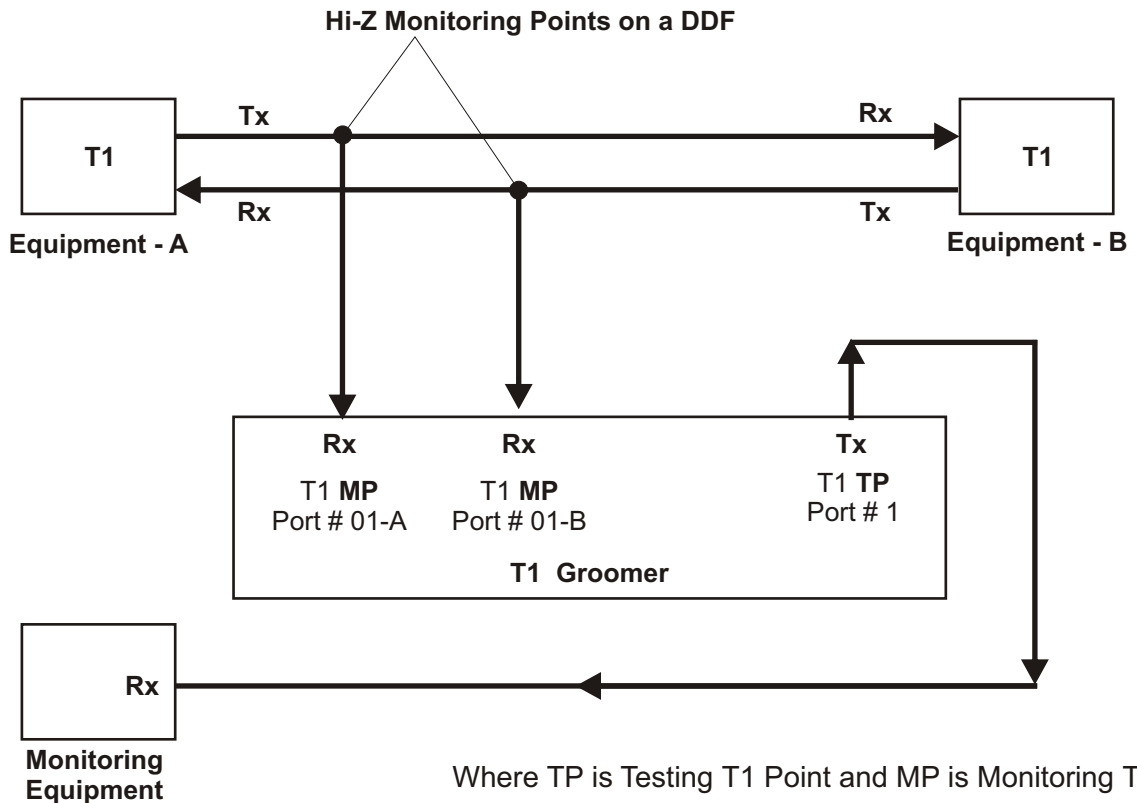 Hi-Z Monitoring Points on a DDF
Tx
Rx
T1
T1
Rx
Tx
Equipment - A
Equipment - B
Rx
Rx
Tx
T1 MP
T1 MP
T1 TP
Port # 01-A
Port # 01-B
Port # 1
T1 Groomer
Rx
Monitoring
Equipment
Where TP is Testing T1 Point and MP is Monitoring T